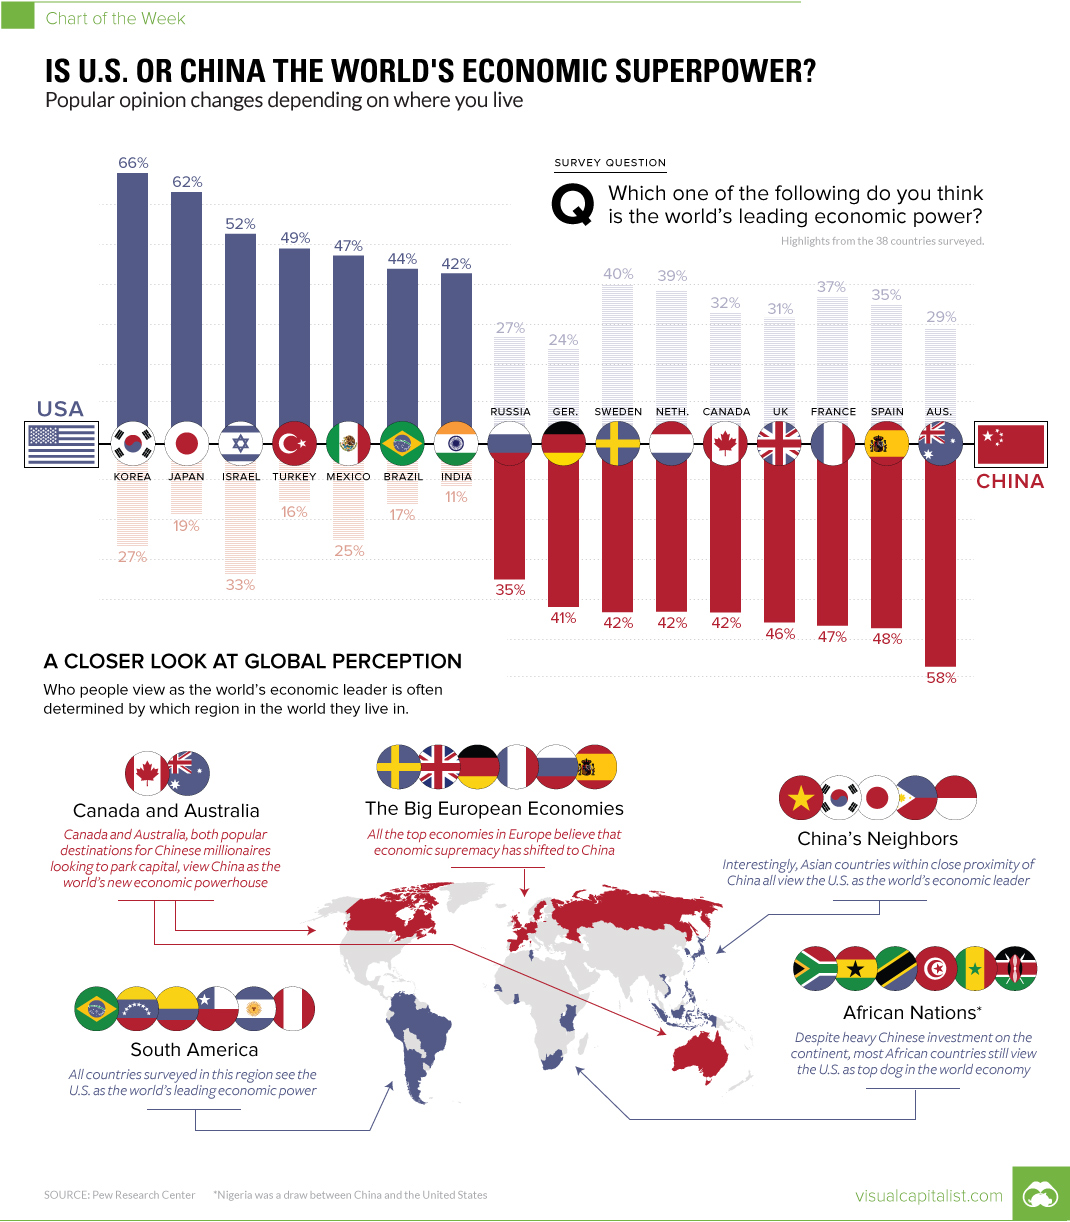 Chart of the Week
IS U.S. OR CHINA THE WORLD'S ECONOMIC SUPERPOWER?
Popular opinion changes depending on where you live
SURVEY QUESTION
Q
Which one of the following do you think
is the world's leading economic power?
Highlights from the 38 countries surveyed.
66%
62%
52%
49%
47%
44%
42%
27%
24%
40%
39%
32%
31%
37%
35%
29%
USA
RUSSIA GER. SWEDEN NETH. CANADA UK FRANCE SPAIN AUS.
KOREA JAPAN ISRAEL TURKEY MEXICO BRAZIL INDIA
CHINA
27%
19%
33%
16%
25%
17%
11%
35%
41%
42%
42%
42%
46%
47%
48%
58%
A CLOSER LOOK AT GLOBAL PERCEPTION
Who people view as the world's economic leader is often
determined by which region in the world they live in.
Canada and Australia
Canada and Australia, both popular
destinations for Chinese millionaires
looking to park capital, view China as the
world's new economic powerhouse
The Big European Economies
All the top economies in Europe believe that
economic supremacy has shifted to China
China's Neighbors
Interestingly, Asian countries within close proximity of
China all view the U.S. as the world's economic leader
African Nations*
Despite heavy Chinese investment on the
continent, most African countries still view
the U.S. as top dog in the world economy
South America
All countries surveyed in this region see the
U.S. as the world's leading economic power
SOURCE: Pew Research Center *Nigeria was a draw between China and the United States
visualcapitalist.com